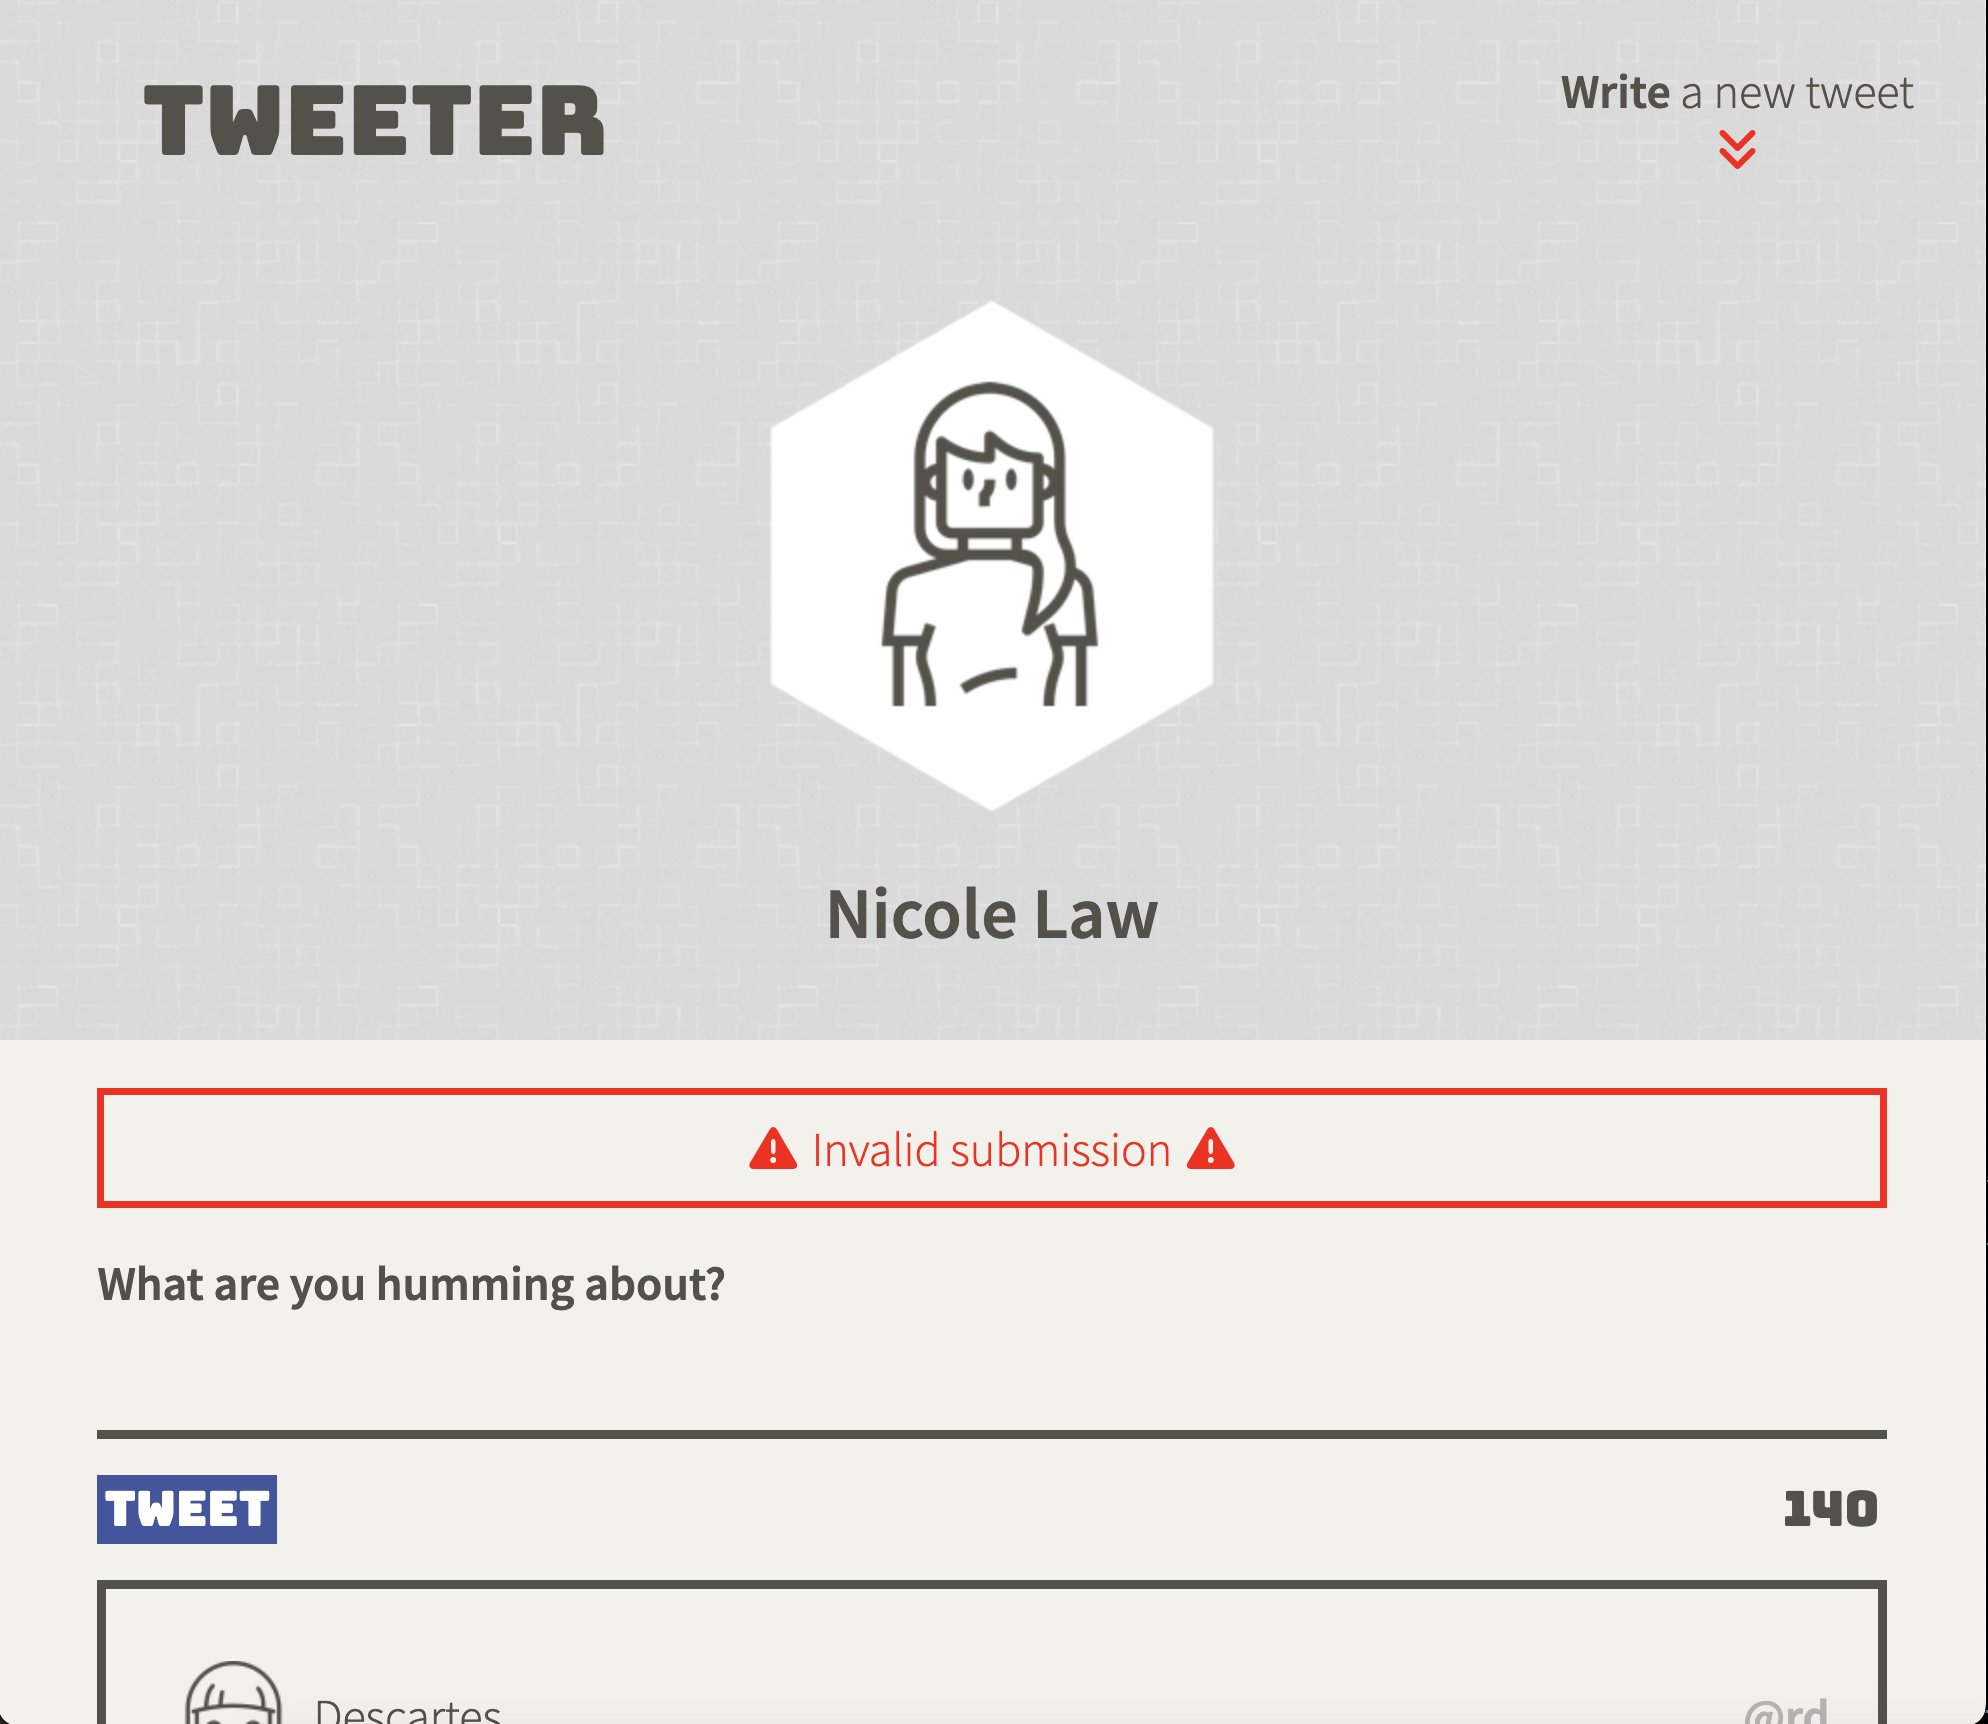 TWEETER
Write a new tweet
Nicole Law
Invalid submission
What are you humming about?
TWEET
140
Descartes
@rd